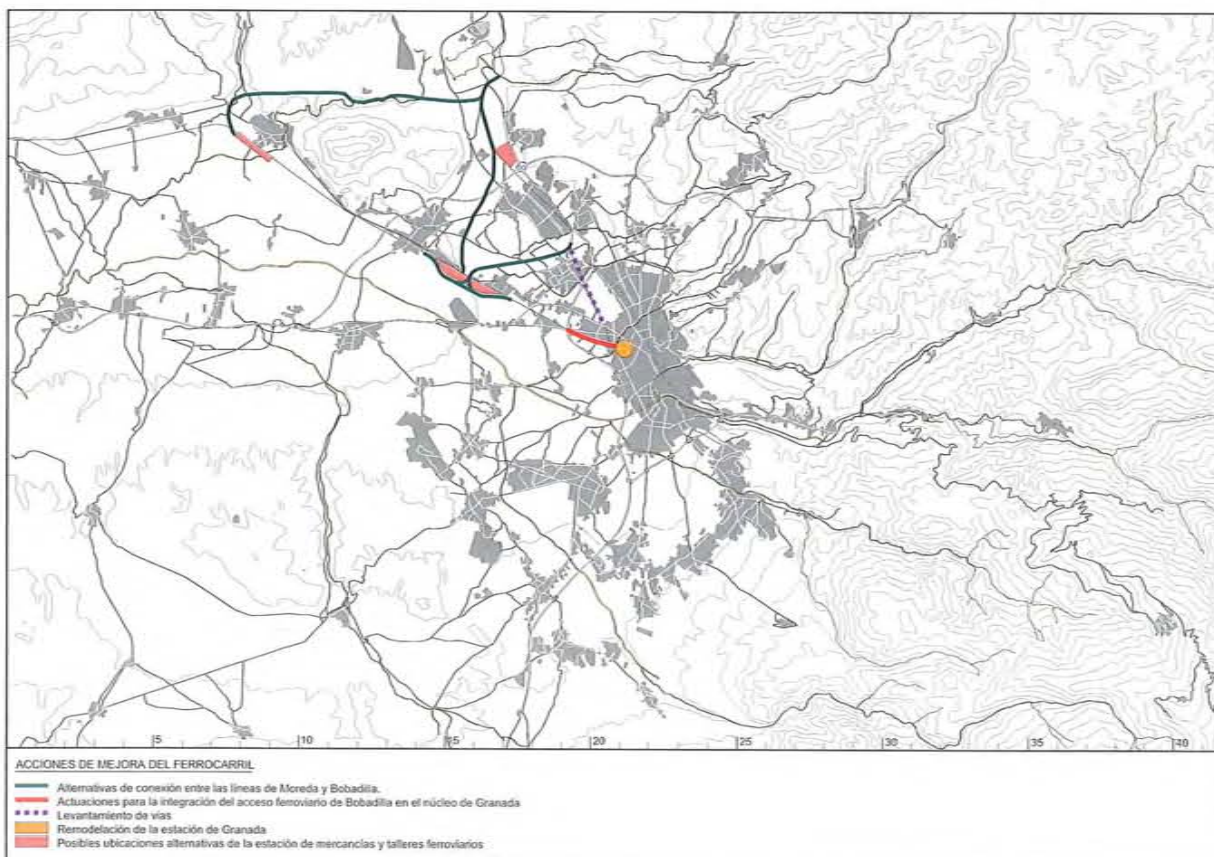 5 10 15 20 25 30 35 40
ACCIONES DE MEJORA DEL FERROCARRIL
Alternativas de conexión entre las líneas de Moreda y Bobadilla.
Actuaciones para la integración del acceso ferroviario de Bobadilla en el núcleo de Granada
Levantamiento de vías
Remodelación de la estación de Granada
Posibles ubicaciones alternativas de la estación de mercancías y talleres ferroviarios